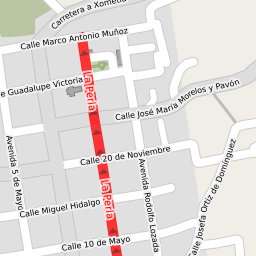 Carretera a Xome
Calle Marco Antonio Muñoz
e Guadalupe Victoria
La Perla
Calle José María Morelos y Pavón
Avenida 5 de Mayo
Calle 20 de Noviembre
La Perla
Avenida Rodolfo Lozada
Calle Josefa Ortiz de Domínguez
Calle Miguel Hidalgo
Calle 10 de Mayo